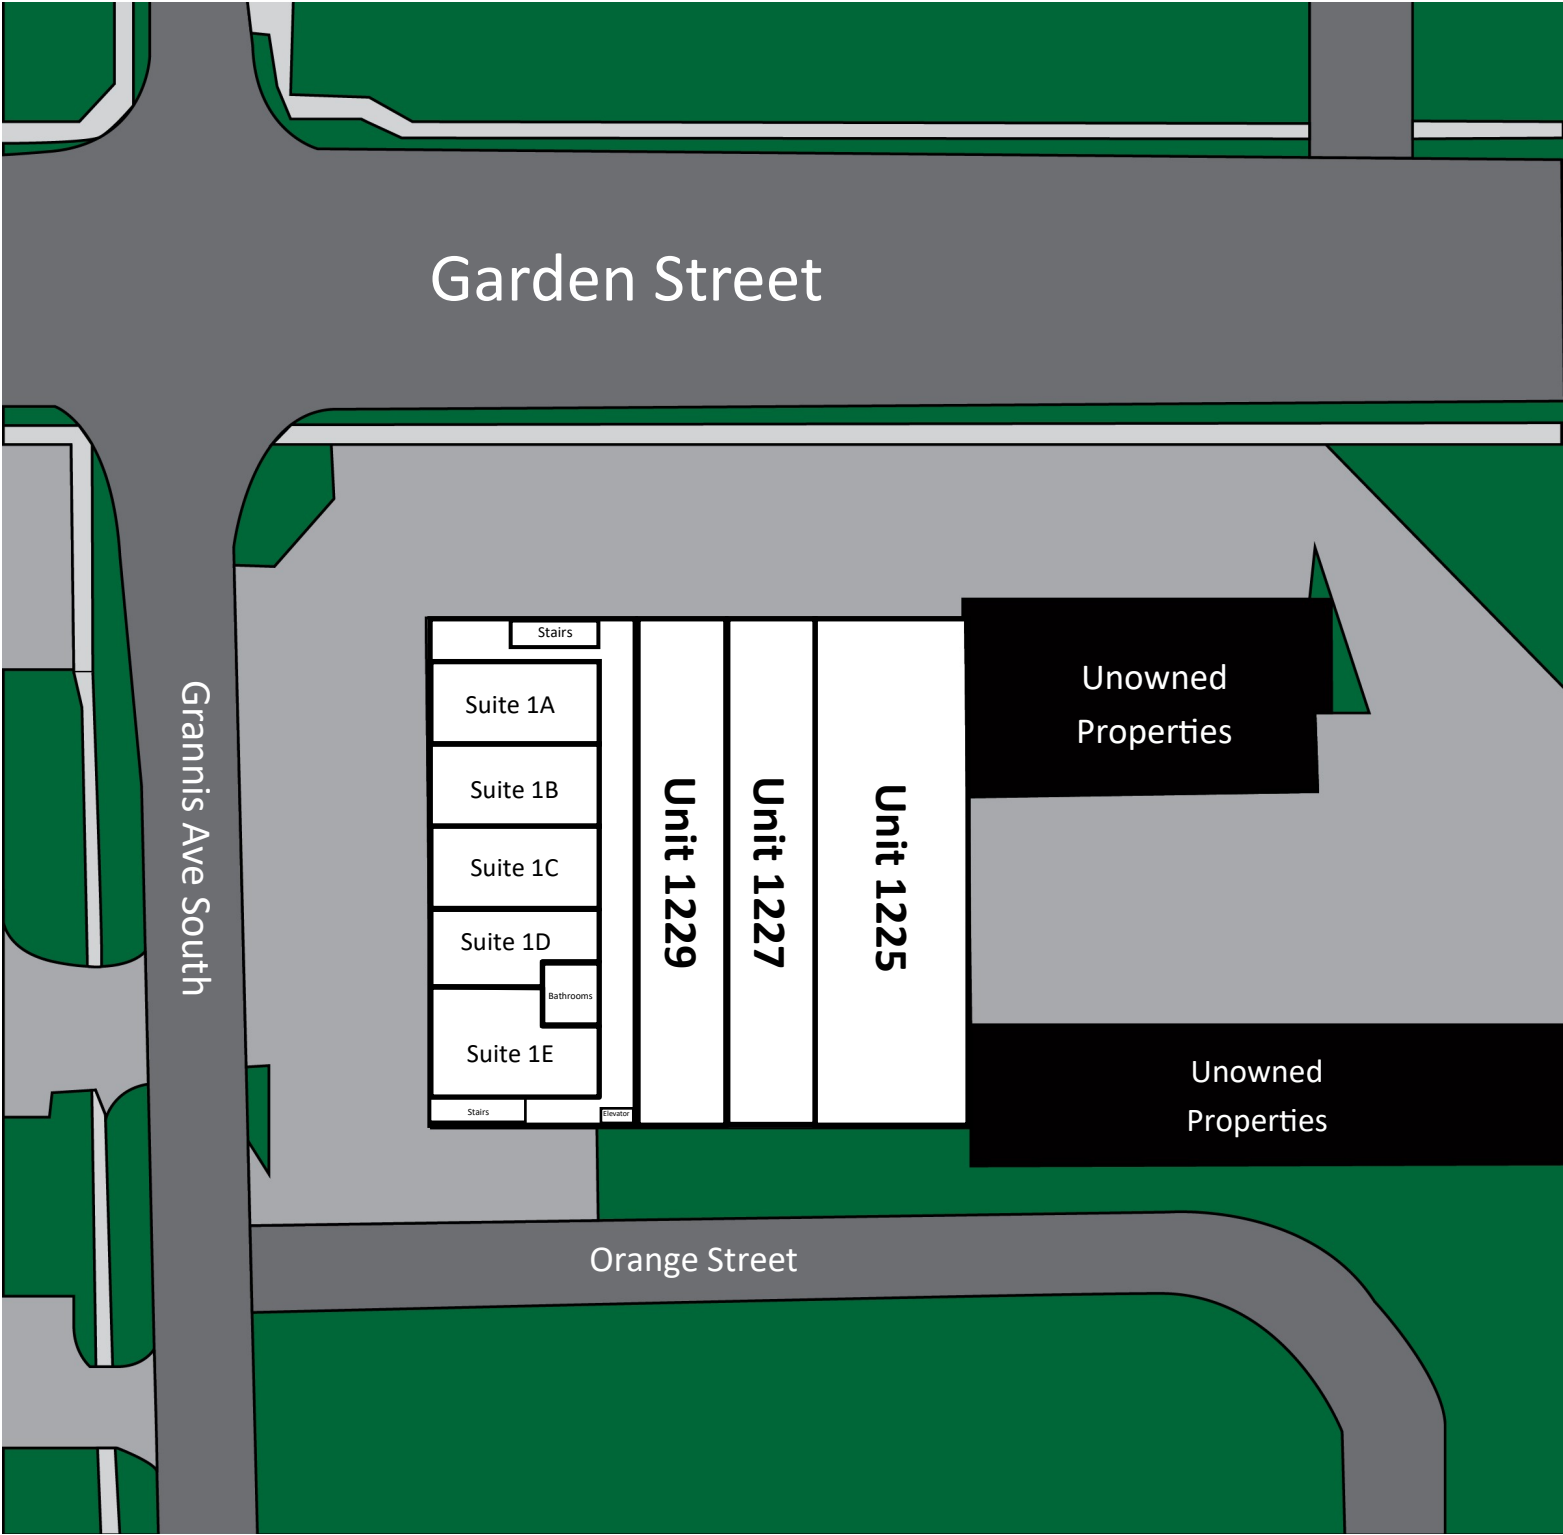 Garden Street
Grannis Ave South
Stairs
Suite 1A
Suite 1B
Suite 1C
Suite 1D
Bathrooms
Suite 1E
Stairs
Elevator
Unit 1229
Unit 1227
Unit 1225
Unowned
Properties
Unowned
Properties
Orange Street